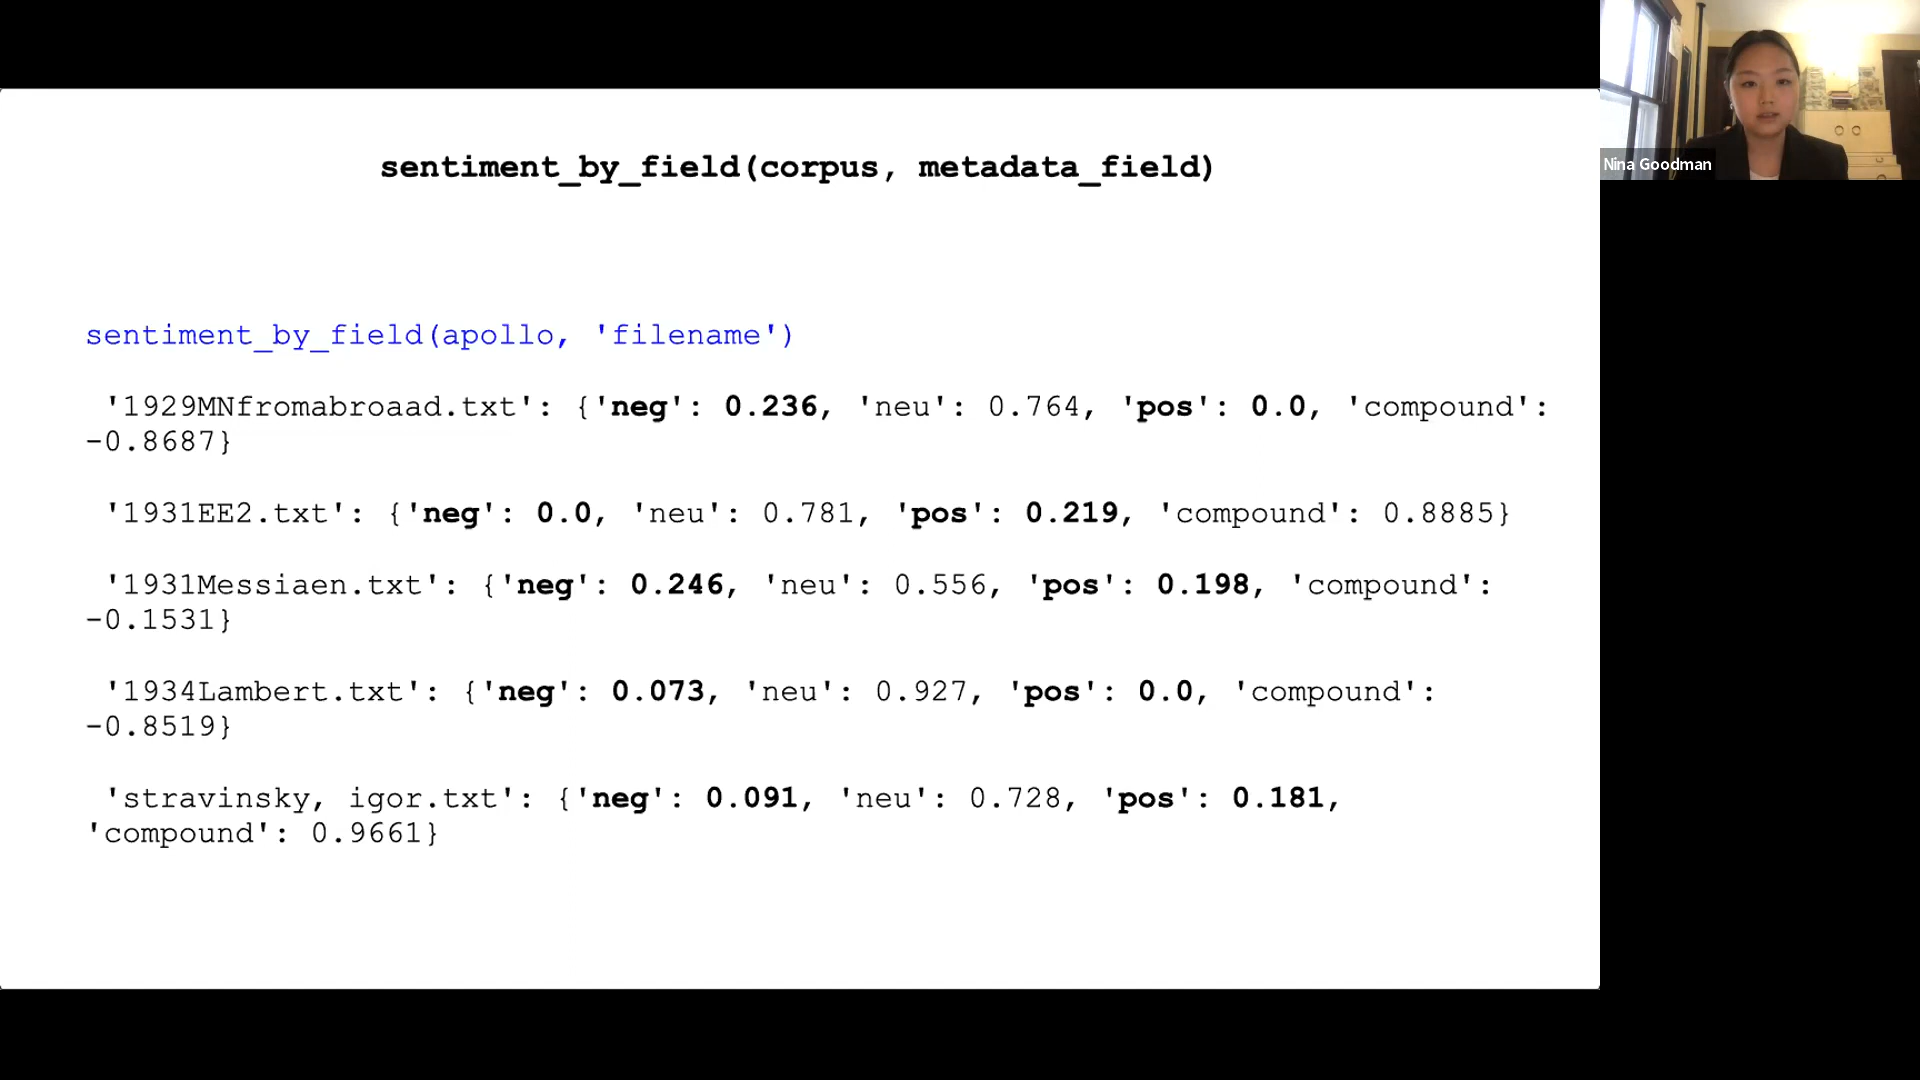 sentiment_by_field(corpus, metadata_field)
sentiment_by_field(apollo, 'filename')
'1929MNfromabroaad.txt': {'neg': 0.236, 'neu': 0.764, 'pos': 0.0, 'compound':
-0.8687}
'1931EE2.txt': {'neg': 0.0, 'neu': 0.781, 'pos': 0.219, 'compound': 0.8885}
'1931Messiaen.txt': {'neg': 0.246, 'neu': 0.556, 'pos': 0.198, 'compound':
-0.1531}
'1934Lambert.txt': {'neg': 0.073, 'neu': 0.927, 'pos': 0.0, 'compound':
-0.8519}
'stravinsky, igor.txt': {'neg': 0.091, 'neu': 0.728, 'pos': 0.181,
'compound': 0.9661}
Nina Goodman